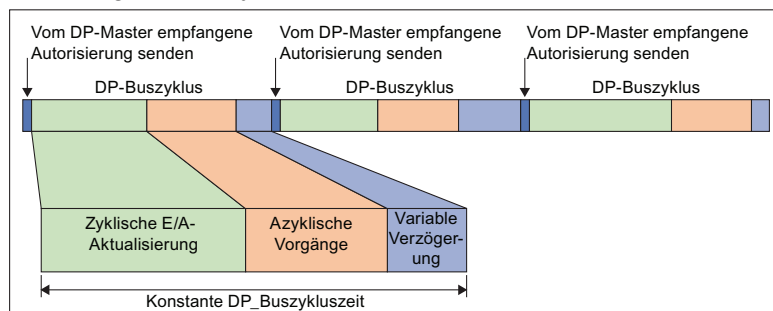 Vom DP-Master empfangene
Autorisierung senden
Vom DP-Master empfangene
Autorisierung senden
Vom DP-Master empfangene
Autorisierung senden
DP-Buszyklus
DP-Buszyklus
DP-Buszyklus
Zyklische E/A-
Aktualisierung
Azyklische
Vorgänge
Variable
Verzöger-
ung
Konstante DP_Buszykluszeit